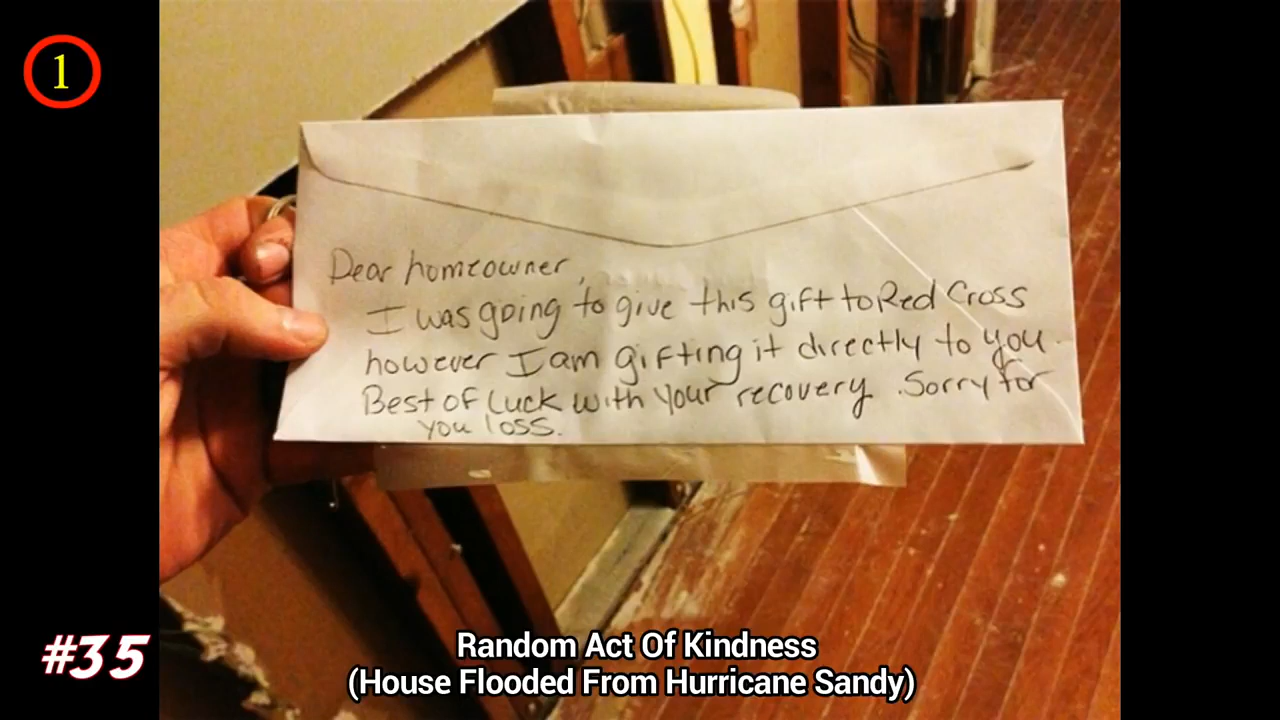 1
Dear homeowner,
I was going to give this gift to Red Cross
however I am gifting it directly to you.
Best of Luck with Your recovery. Sorry for
you loss.
#35
Random Act Of Kindness
(House Flooded From Hurricane Sandy)